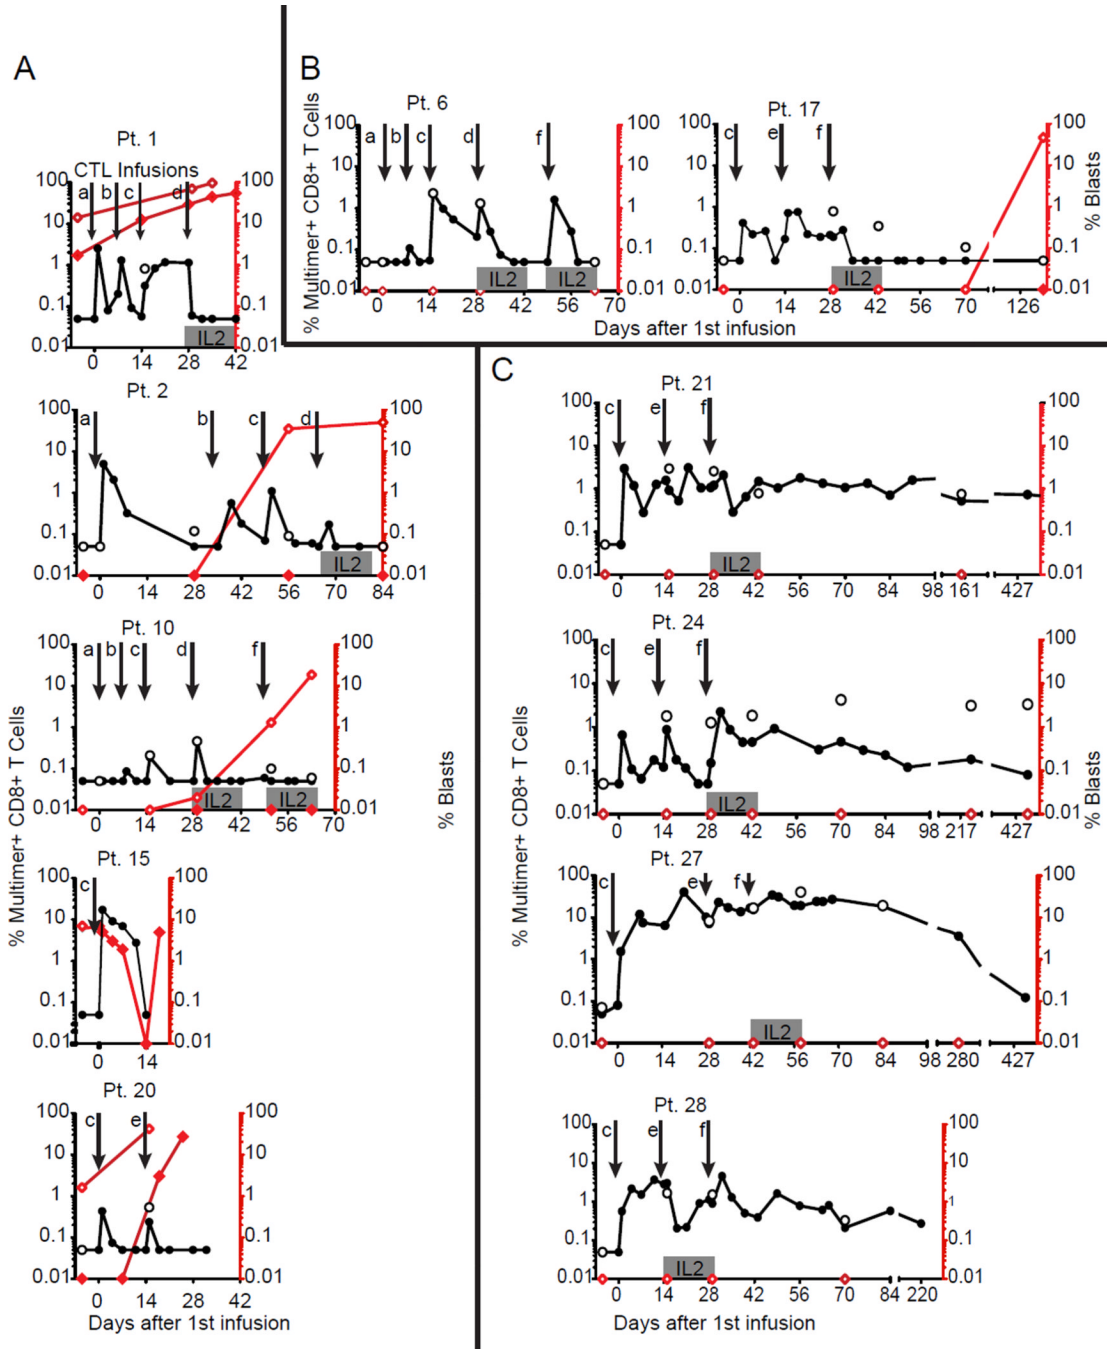 A
Pt. 1
CTL Infusions
a b c d
100 100
10 10
1 1
0.1 0.1
0.01 0.01
IL2
0 14 28 42
B
% Multimer+ CD8+ T Cells
Pt. 6
a b c d f
100 100
10 10
1 1
0.1 0.1
0.01 0.01
IL2 IL2
0 14 28 42 56 70
Pt. 17
c e f
100 100
10 10
1 1
0.1 0.1
0.01 0.01
IL2
0 14 28 42 56 70 126
% Blasts
Days after 1st infusion
Pt. 2
a b c d
100 100
10 10
1 1
0.1 0.1
0.01 0.01
IL2
0 14 28 42 56 70 84
Pt. 10
a b c d f
100 100
10 10
1 1
0.1 0.1
0.01 0.01
IL2 IL2
0 14 28 42 56 70
% Multimer+ CD8+ T Cells
% Blasts
Pt. 15
c
100 100
10 10
1 1
0.1 0.1
0.01 0.01
0 14
Pt. 20
c e
100 100
10 10
1 1
0.1 0.1
0.01 0.01
0 14 28 42
Days after 1st infusion
C
Pt. 21
c e f
100 100
10 10
1 1
0.1 0.1
0.01 0.01
IL2
0 14 28 42 56 70 84 98 161 427
Pt. 24
c e f
100 100
10 10
1 1
0.1 0.1
0.01 0.01
IL2
0 14 28 42 56 70 84 98 217 427
% Multimer+ CD8+ T Cells
% Blasts
Pt. 27
c e f
100 100
10 10
1 1
0.1 0.1
0.01 0.01
IL2
0 14 28 42 56 70 84 98 280 427
Pt. 28
c e f
100 100
10 10
1 1
0.1 0.1
0.01 0.01
IL2
0 14 28 42 56 70 84 220
Days after 1st infusion